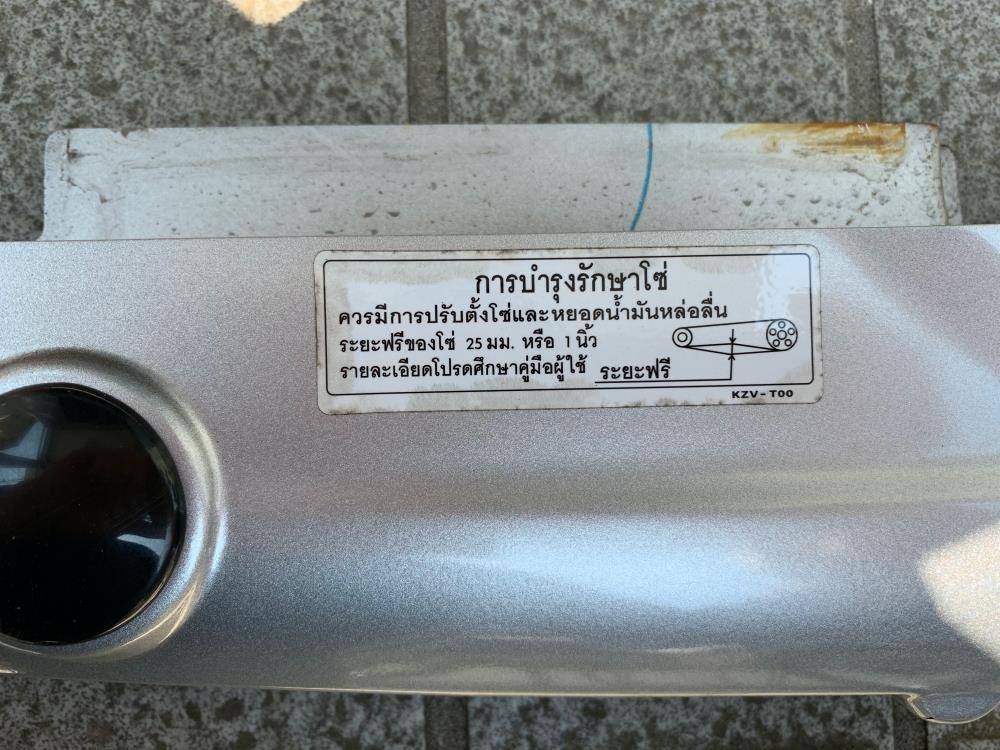 การบำรุงรักษาโซ่
ควรมีการปรับตั้งโซ่และหยอดน้ำมันหล่อลื่น
ระยะฟรีของโซ่ 25 มม. หรือ 1 นิ้ว
รายละเอียดโปรดศึกษาคู่มือผู้ใช้
ระยะฟรี
KZV-T00